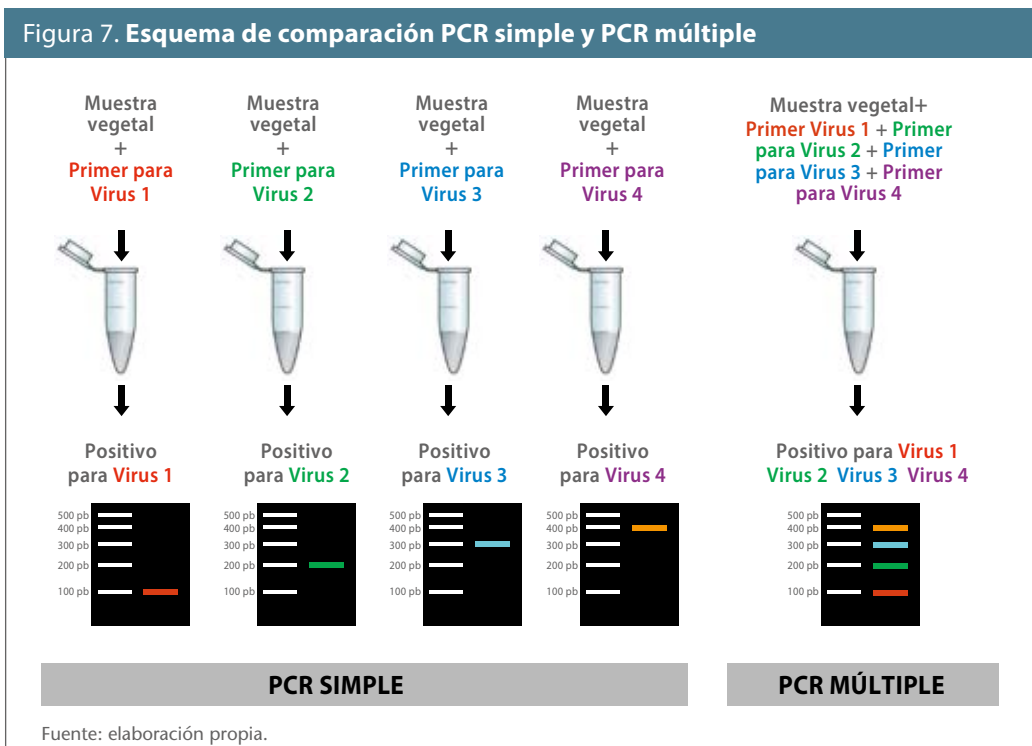 Figura 7. Esquema de comparación PCR simple y PCR múltiple
Muestra
vegetal
+
Primer para
Virus 1
Muestra
vegetal
+
Primer para
Virus 2
Muestra
vegetal
+
Primer para
Virus 3
Muestra
vegetal
+
Primer para
Virus 4
Muestra vegetal+
Primer Virus 1 + Primer
para Virus 2 + Primer
para Virus 3 + Primer
para Virus 4
Positivo
para Virus 1
Positivo
para Virus 2
Positivo
para Virus 3
Positivo
para Virus 4
Positivo para Virus 1
Virus 2 Virus 3 Virus 4
500 pb
400 pb
300 pb
200 pb
100 pb
500 pb
400 pb
300 pb
200 pb
100 pb
500 pb
400 pb
300 pb
200 pb
100 pb
500 pb
400 pb
300 pb
200 pb
100 pb
500 pb
400 pb
300 pb
200 pb
100 pb
PCR SIMPLE
PCR MÚLTIPLE
Fuente: elaboración propia.